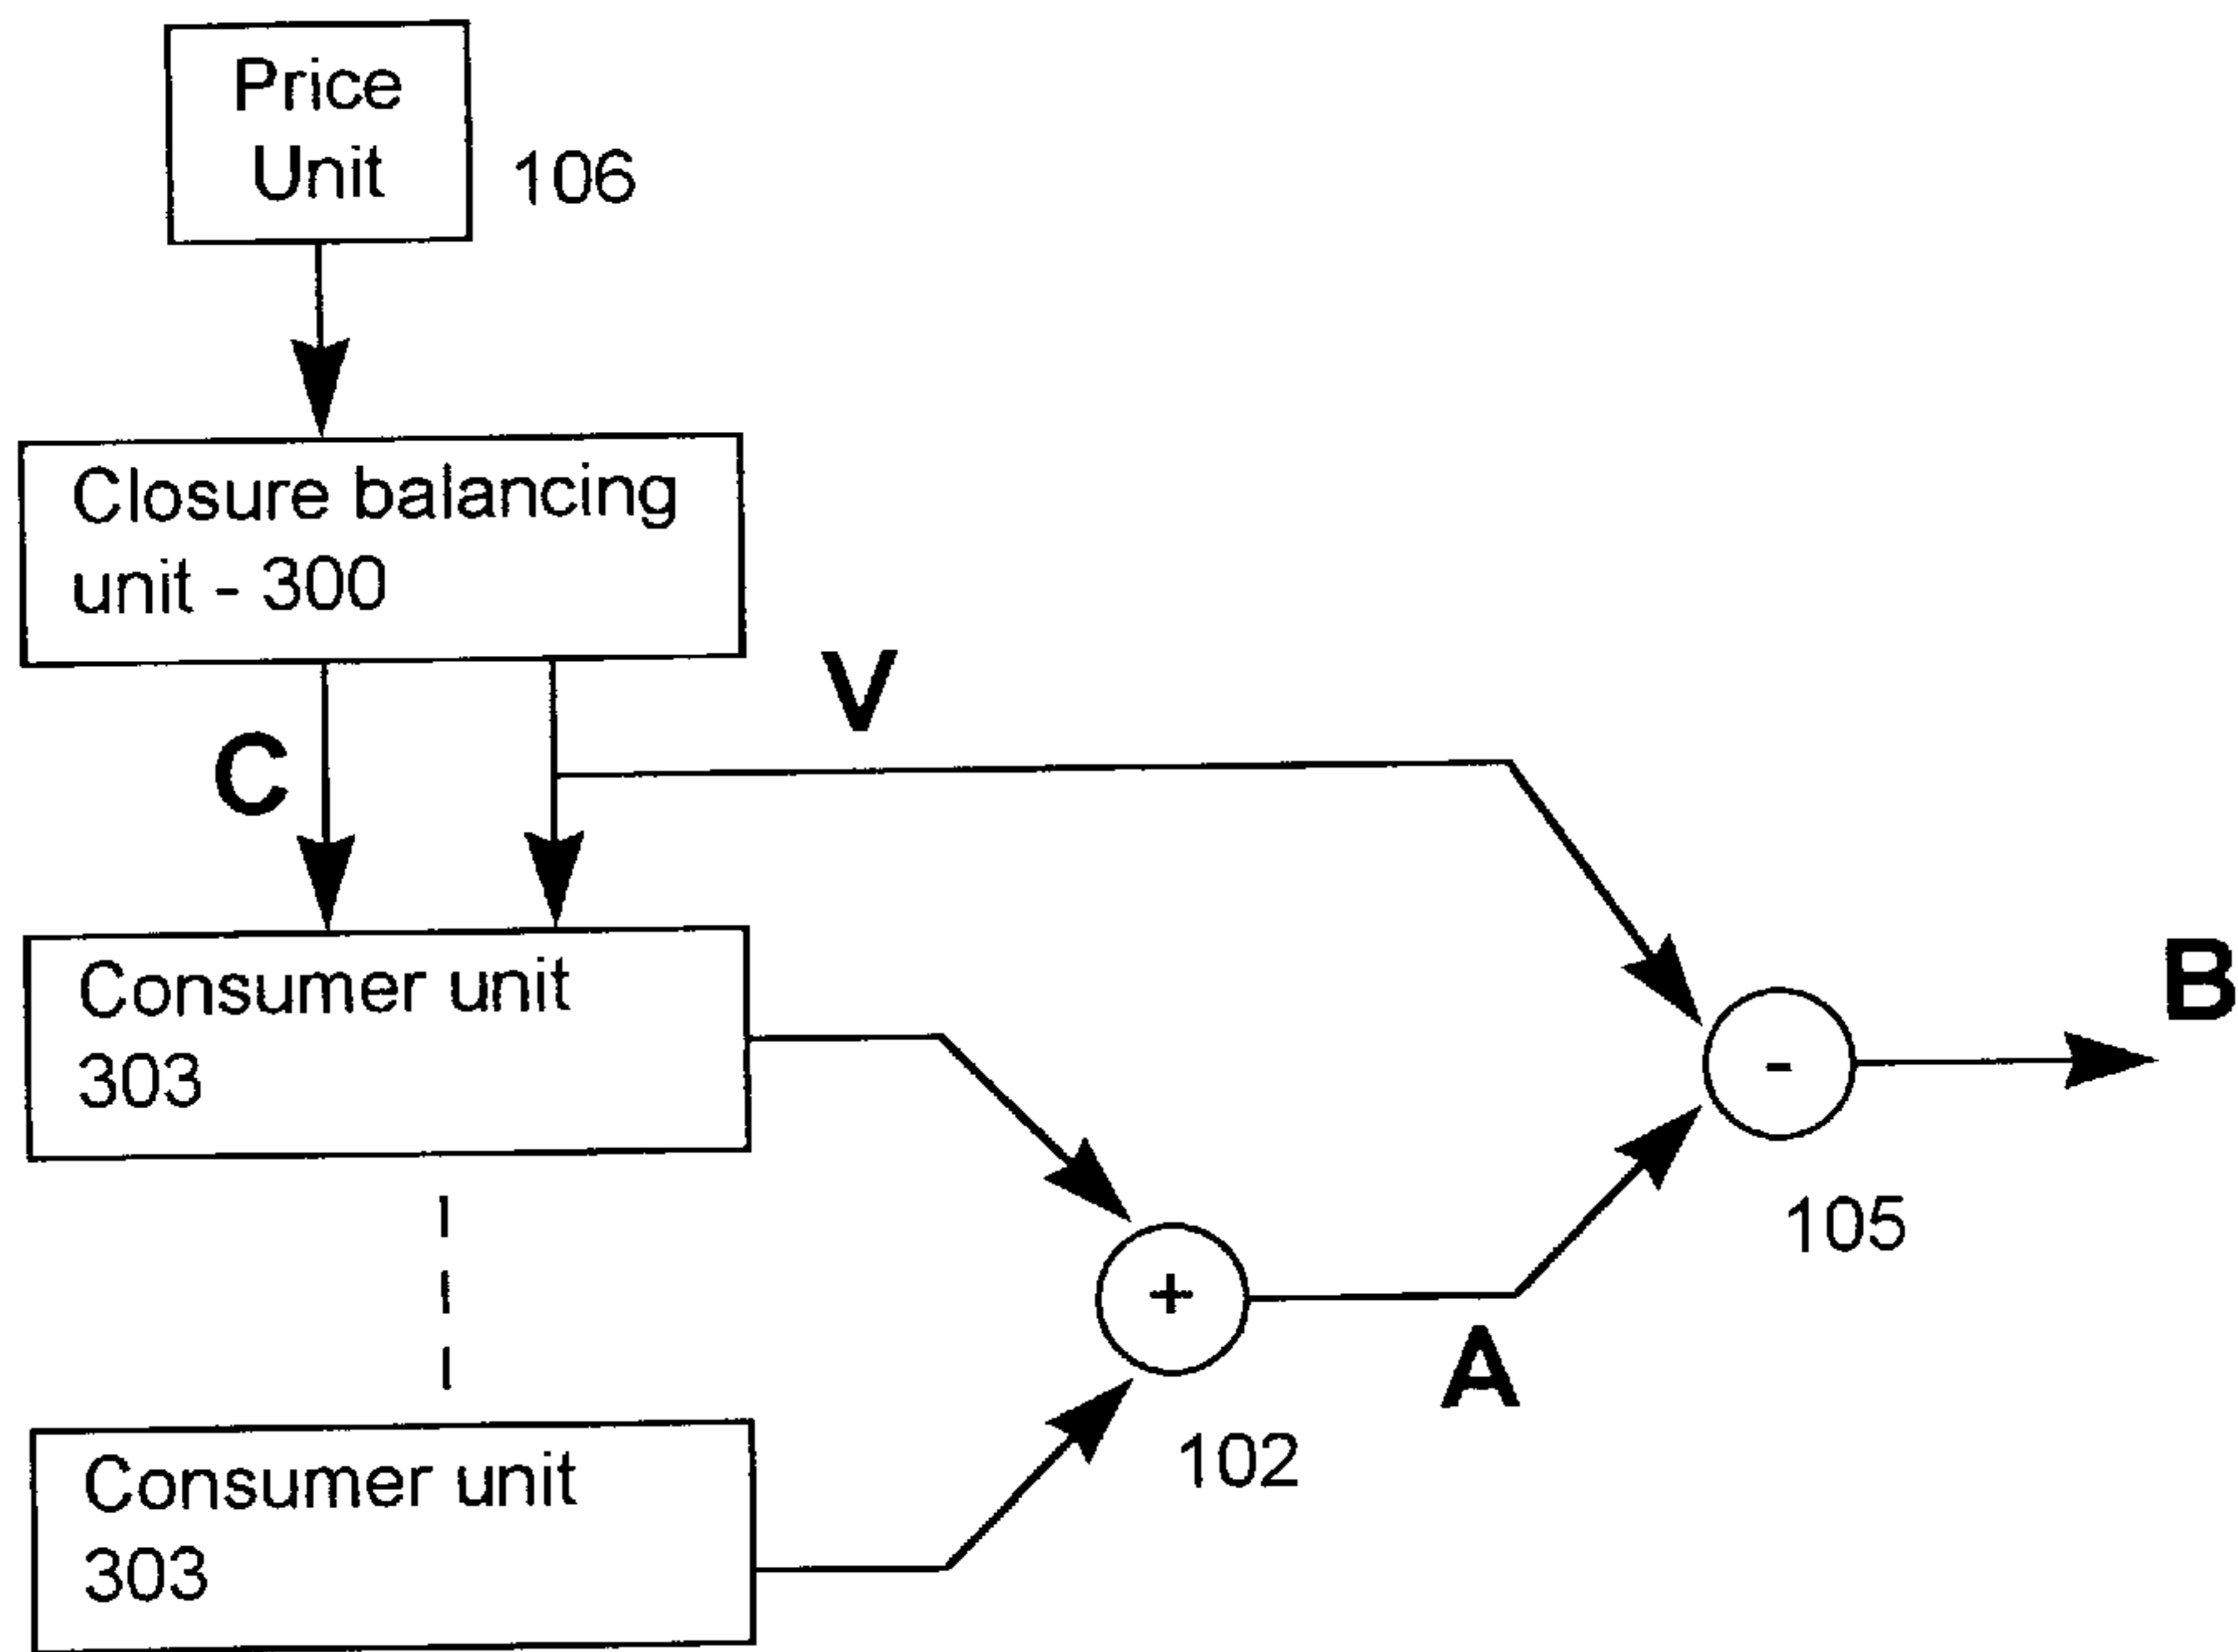 Price
Unit
106
Closure balancing
unit - 300
V
C
Consumer unit
303
B
-
105
+
A
102
Consumer unit
303